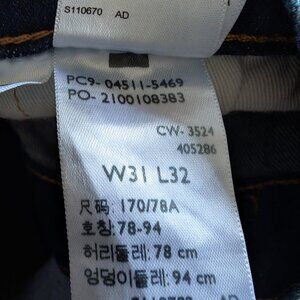 S110670 AD
PC9- 04511-5469
PO- 2100108383
CW- 3524
405286
W31 L32
尺码: 170/78A
호칭: 78-94
허리둘레: 78 cm
엉덩이둘레: 94 cm